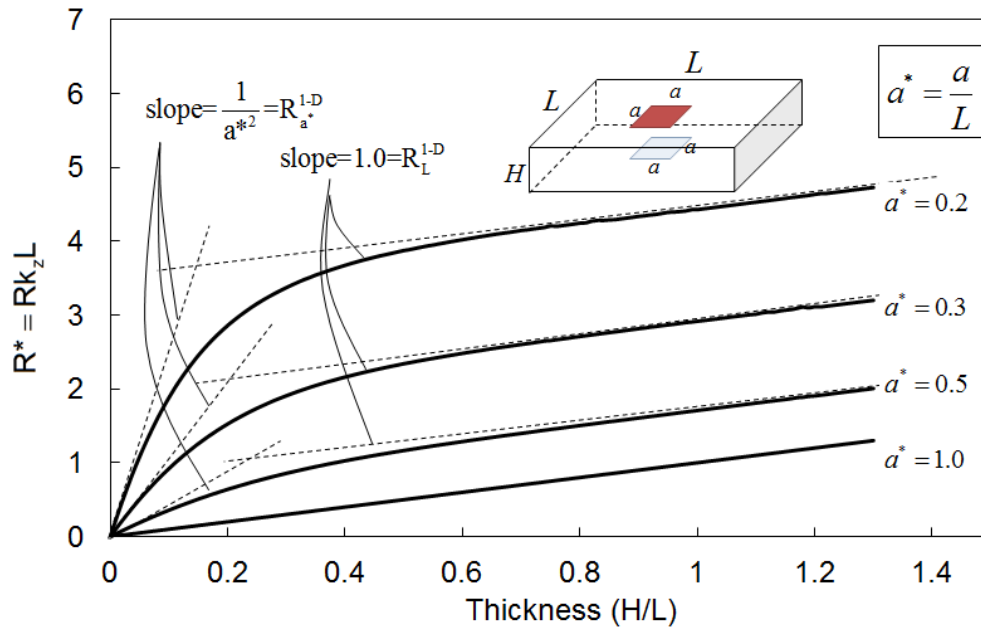 7
6
5
4
3
2
1
0
R* = Rk_zL
slope=1/a*²=R_{a*}^{1-D}
slope=1.0=R_L^{1-D}
L
L
a
a
a
a
H
a* = a/L
a* = 0.2
a* = 0.3
a* = 0.5
a* = 1.0
0 0.2 0.4 0.6 0.8 1 1.2 1.4
Thickness (H/L)